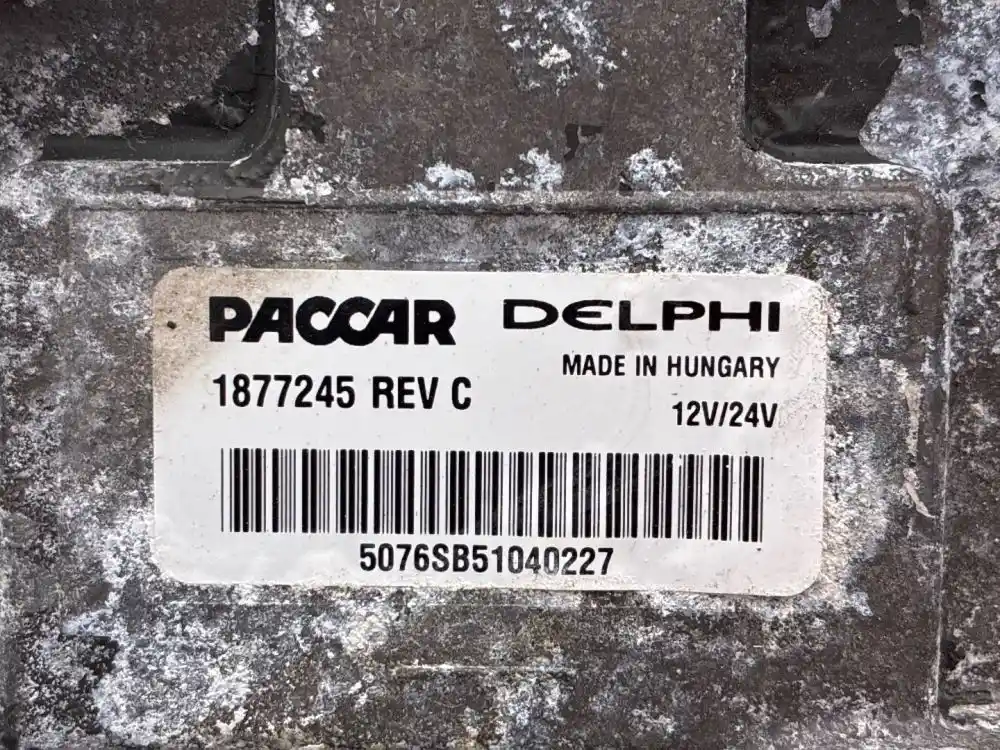 PACCAR DELPHI
MADE IN HUNGARY
1877245 REV C
12V/24V
5076SB51040227